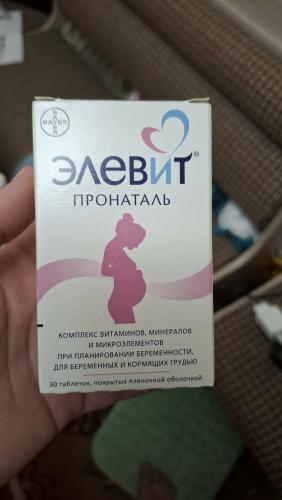 BAYER
ЭЛЕВИТ®
ПРОНАТАЛЬ
КОМПЛЕКС ВИТАМИНОВ, МИНЕРАЛОВ
И МИКРОЭЛЕМЕНТОВ
ПРИ ПЛАНИРОВАНИИ БЕРЕМЕННОСТИ,
ДЛЯ БЕРЕМЕННЫХ И КОРМЯЩИХ ГРУДЬЮ
30 таблеток, покрытых пленочной оболочкой